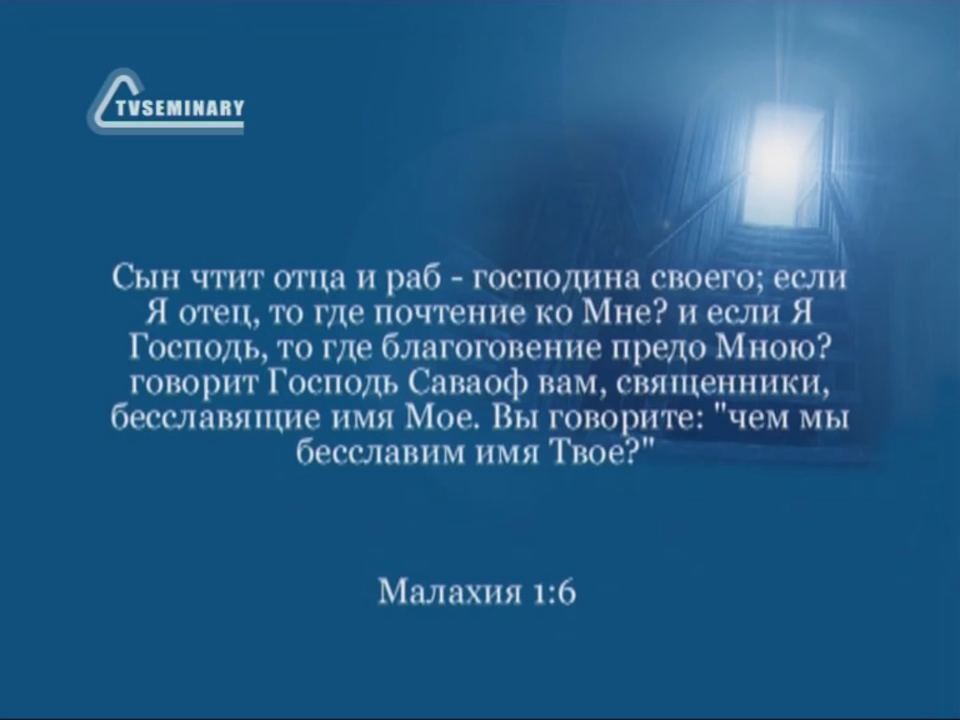 TVSEMINARY
Сын чтит отца и раб - господина своего; если
Я отец, то где почтение ко Мне? и если Я
Господь, то где благоговение предо Мною?
говорит Господь Саваоф вам, священники,
бесславящие имя Мое. Вы говорите: "чем мы
бесславим имя Твое?"
Малахия 1:6